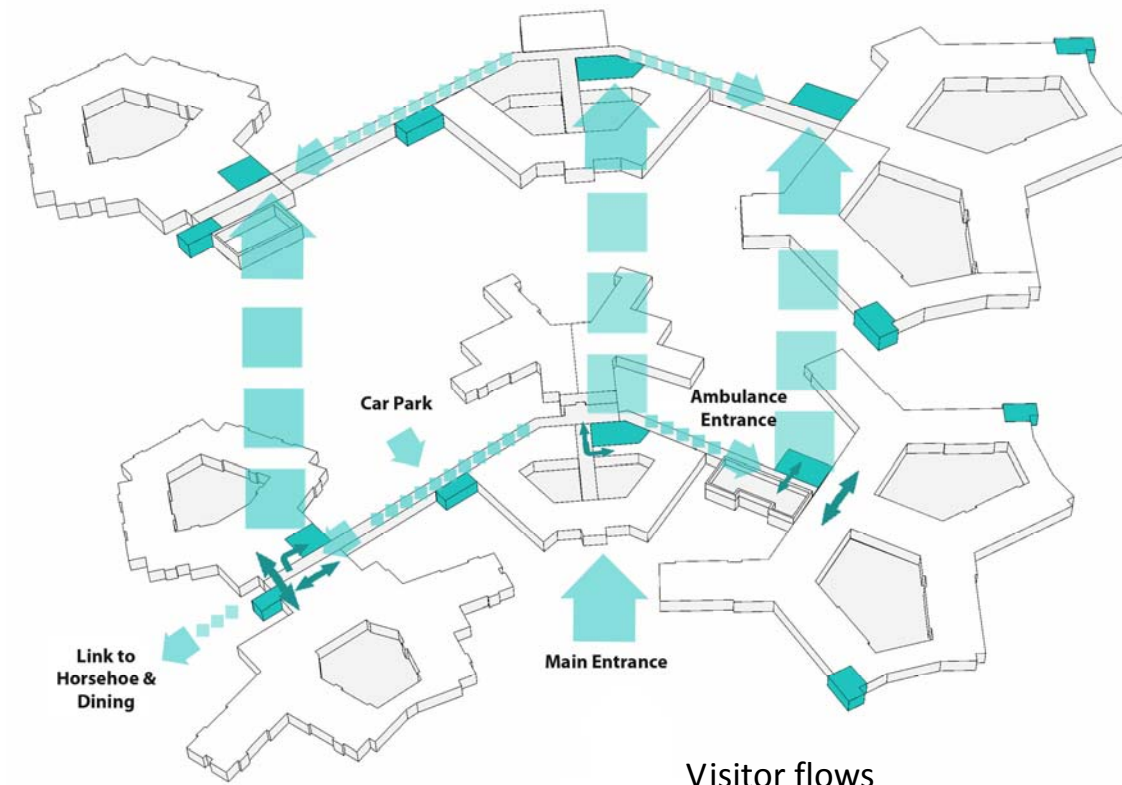 Car Park
Ambulance
Entrance
Link to
Horsehoe &
Dining
Main Entrance
Visitor flows